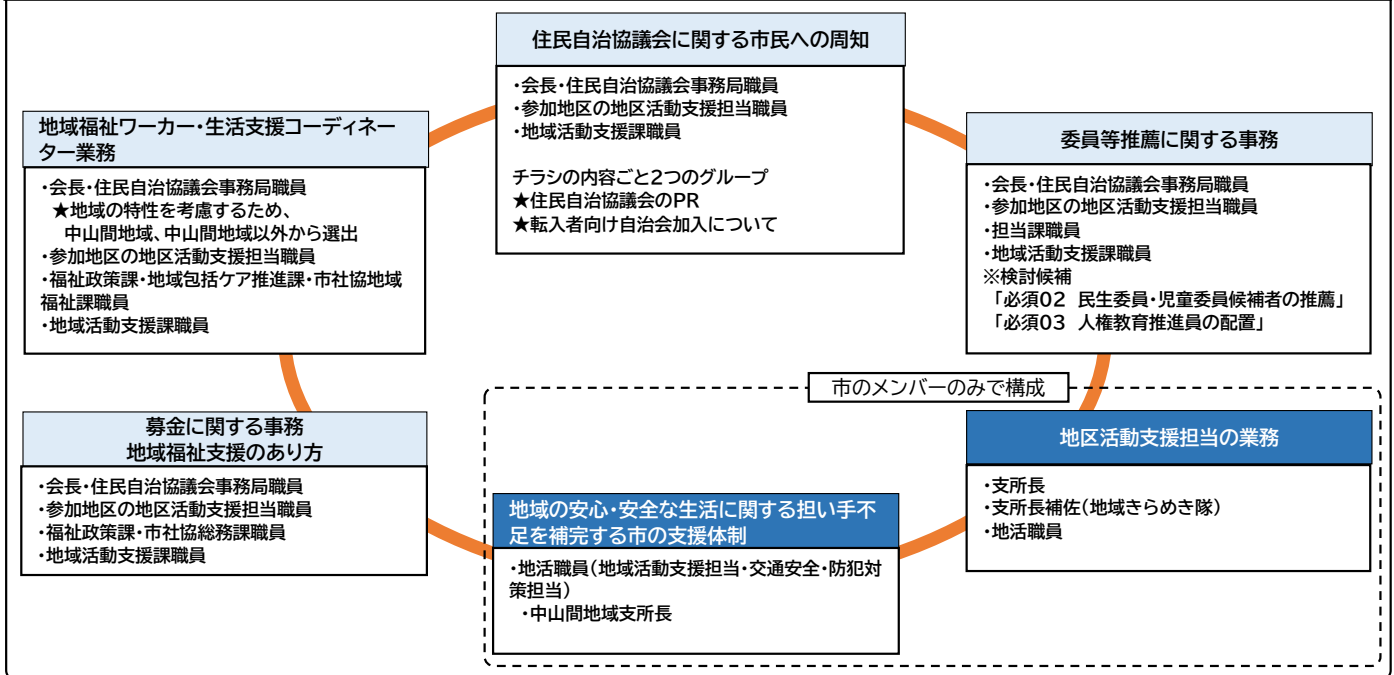 住民自治協議会に関する市民への周知
・会長・住民自治協議会事務局職員
・参加地区の地区活動支援担当職員
・地域活動支援課職員
チラシの内容ごと2つのグループ
★住民自治協議会のPR
★転入者向け自治会加入について
地域福祉ワーカー・生活支援コーディネー
ター業務
・会長・住民自治協議会事務局職員
★地域の特性を考慮するため、
中山間地域、中山間地域以外から選出
・参加地区の地区活動支援担当職員
・福祉政策課・地域包括ケア推進課・市社協地域
福祉課職員
・地域活動支援課職員
委員等推薦に関する事務
・会長・住民自治協議会事務局職員
・参加地区の地区活動支援担当職員
・担当課職員
・地域活動支援課職員
※検討候補
「必須02 民生委員・児童委員候補者の推薦」
「必須03 人権教育推進員の配置」
市のメンバーのみで構成
募金に関する事務
地域福祉支援のあり方
・会長・住民自治協議会事務局職員
・参加地区の地区活動支援担当職員
・福祉政策課・市社協総務課職員
・地域活動支援課職員
地域の安心・安全な生活に関する担い手不
足を補完する市の支援体制
・地活職員(地域活動支援担当・交通安全・防犯対
策担当)
・中山間地域支所長
地区活動支援担当の業務
・支所長
・支所長補佐(地域きらめき隊)
・地活職員